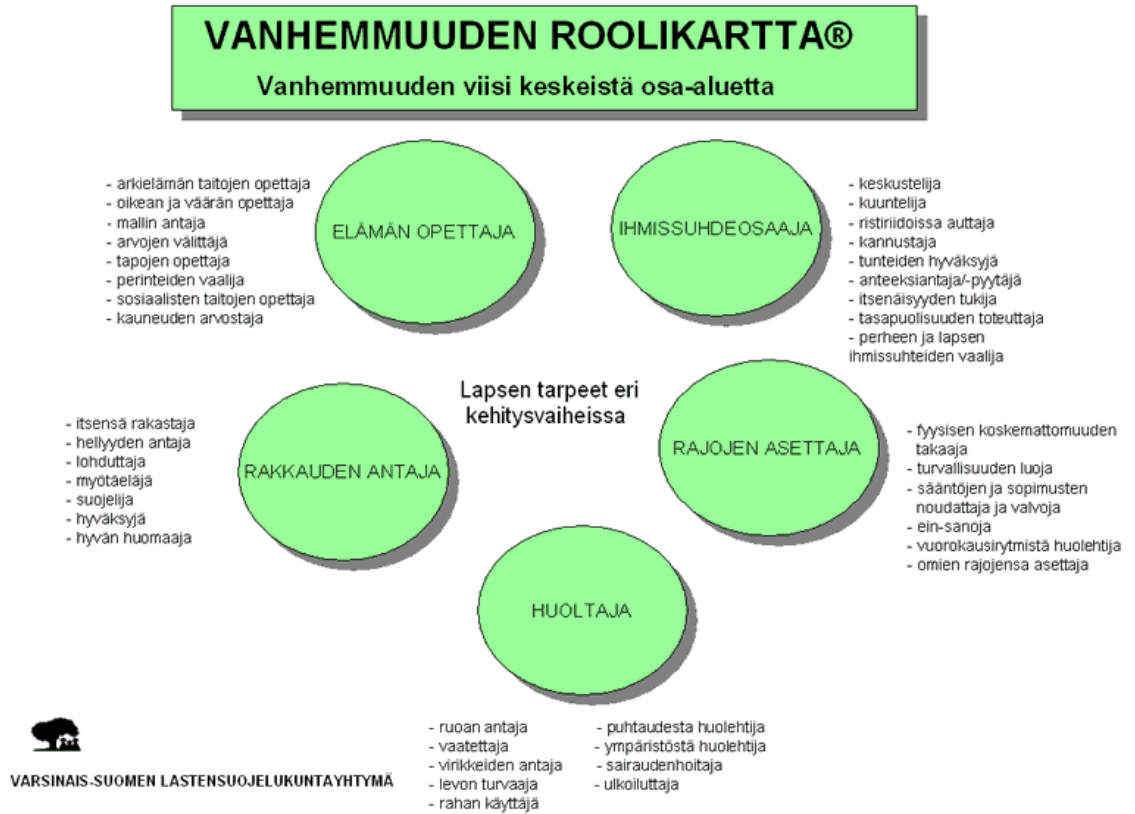 VANHEMMUUDEN ROOLIKARTTA®
Vanhemmuuden viisi keskeistä osa-aluetta
- arkielämän taitojen opettaja
- oikean ja väärän opettaja
- mallin antaja
- arvojen välittäjä
- tapojen opettaja
- perinteiden vaalija
- sosiaalisten taitojen opettaja
- kauneuden arvostaja
ELÄMÄN OPETTAJA
IHMISSUHDEOSAAJA
- keskustelija
- kuuntelija
- ristiriidoissa auttaja
- kannustaja
- tunteiden hyväksyjä
- anteeksiantaja/-pyytäjä
- itsenäisyyden tukija
- tasapuolisuuden toteuttaja
- perheen ja lapsen
ihmissuhteiden vaalija
Lapsen tarpeet eri
kehitysvaiheissa
- itsensä rakastaja
- hellyyden antaja
- lohduttaja
- myötäeläjä
- suojelija
- hyväksyjä
- hyvän huomaaja
RAKKAUDEN ANTAJA
RAJOJEN ASETTAJA
- fyysisen koskemattomuuden
takaaja
- turvallisuuden luoja
- sääntöjen ja sopimusten
noudattaja ja valvoja
- ein-sanoja
- vuorokausirytmistä huolehtija
- omien rajojensa asettaja
HUOLTAJA
- ruoan antaja
- vaatettaja
- virikkeiden antaja
- levon turvaaja
- rahan käyttäjä
- puhtaudesta huolehtija
- ympäristöstä huolehtija
- sairaudenhoitaja
- ulkoiluttaja
VARSINAIS-SUOMEN LASTENSUOJELUKUNTAYHTYMÄ